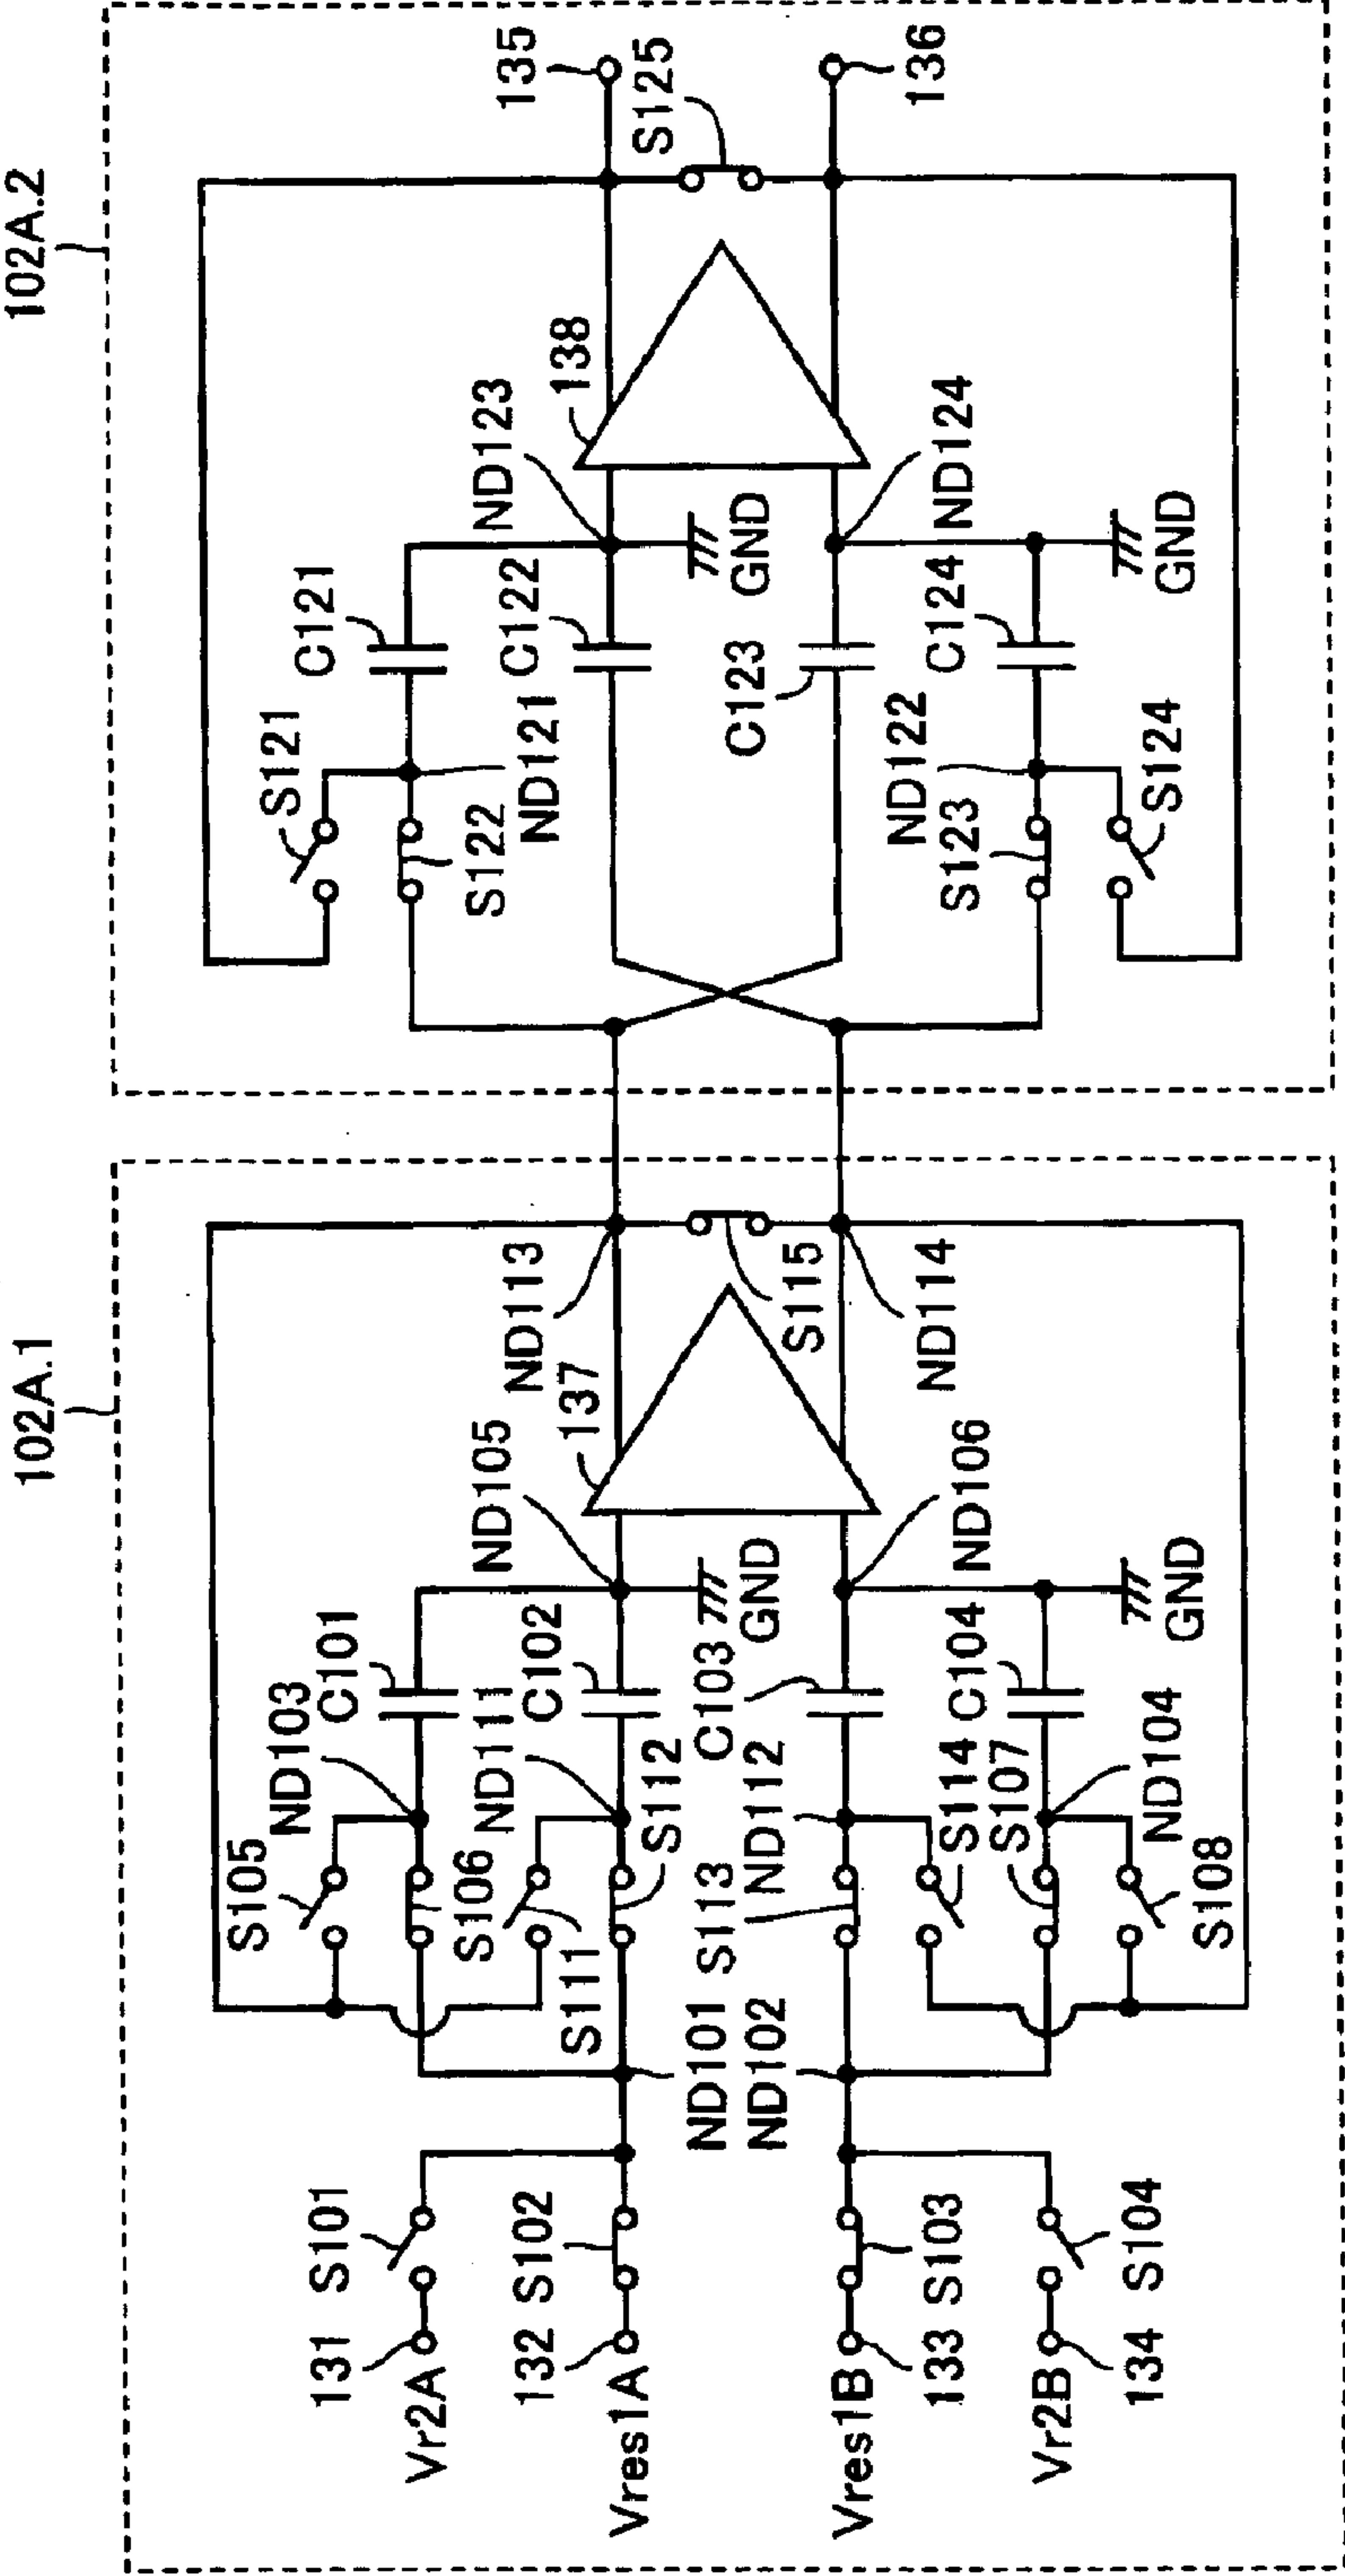 102A.1
102A.2
131
Vr2A
S101
132
Vres1A
S102
Vres1B
133
S103
Vr2B
134
S104
ND101
ND102
S105
S106
S111
S112
S113
S114
S107
S108
ND103
ND111
ND112
ND104
C101
C102
C103
C104
ND105
ND106
GND
GND
137
ND113
S115
ND114
S121
S122
ND121
S123
ND122
S124
C121
C122
C123
C124
ND123
ND124
GND
GND
138
S125
135
136